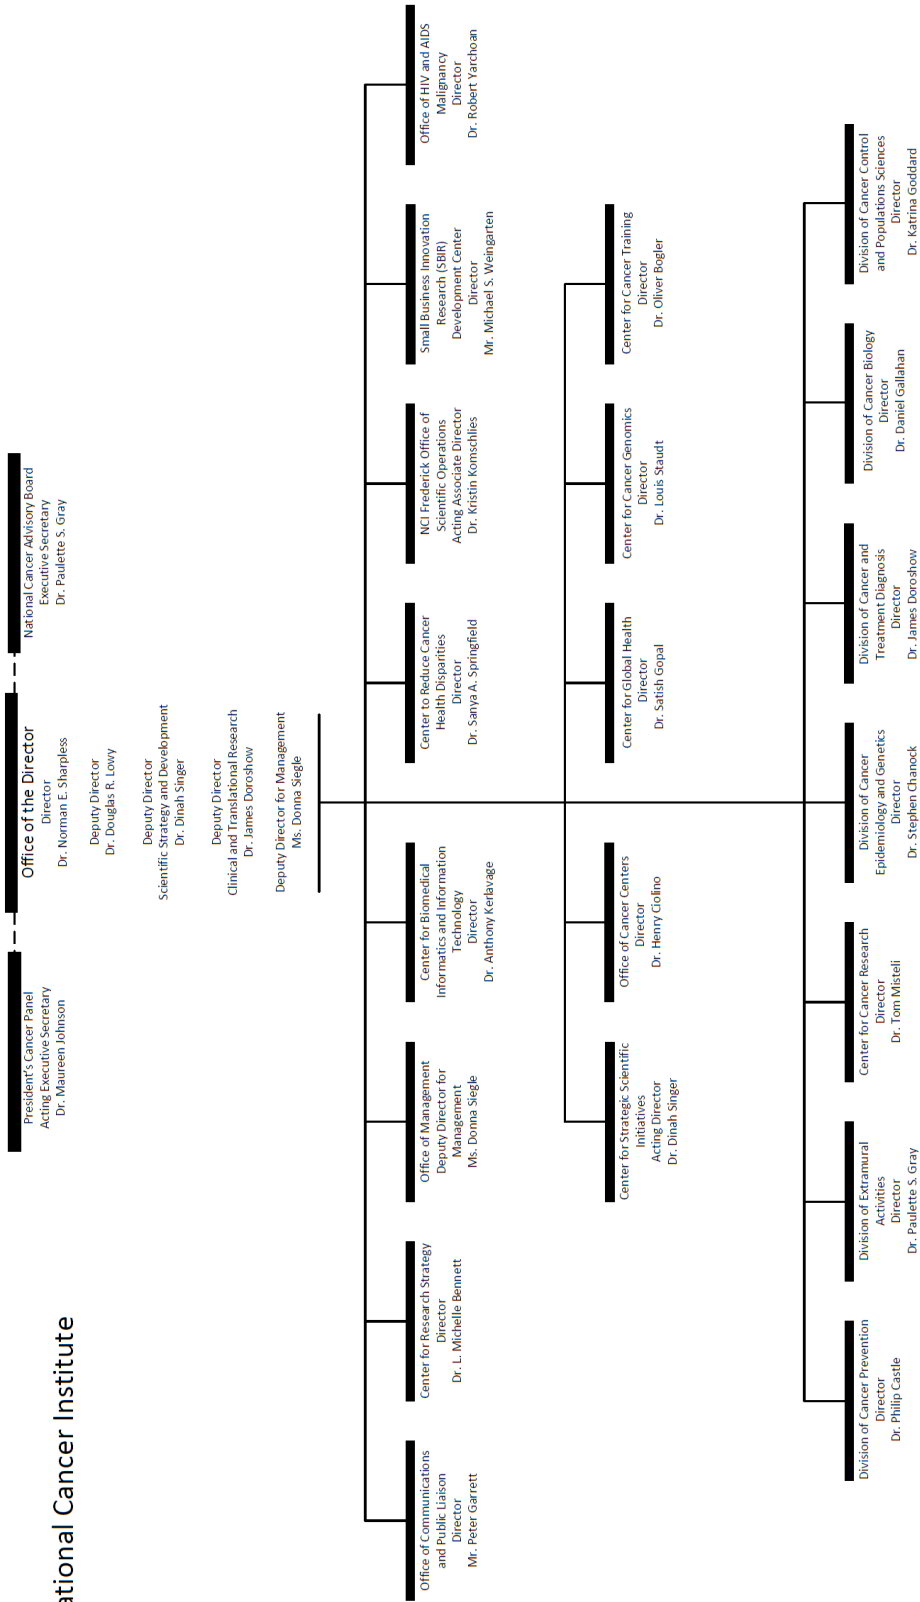 ational Cancer Institute
President's Cancer Panel
Acting Executive Secretary
Dr. Maureen Johnson
Office of the Director
Director
Dr. Norman E. Sharpless
Deputy Director
Dr. Douglas R. Lowy
Deputy Director
Scientific Strategy and Development
Dr. Dinah Singer
Deputy Director
Clinical and Translational Research
Dr. James Doroshow
Deputy Director for Management
Ms. Donna Siegle
National Cancer Advisory Board
Executive Secretary
Dr. Paulette S. Gray
Office of Communications
and Public Liaison
Director
Mr. Peter Garrett
Center for Research Strategy
Director
Dr. L. Michelle Bennett
Office of Management
Deputy Director for
Management
Ms. Donna Siegle
Center for Biomedical
Informatics and Information
Technology
Director
Dr. Anthony Kerlavage
Center to Reduce Cancer
Health Disparities
Director
Dr. Sanya A. Springfield
NCI Frederick Office of
Scientific Operations
Acting Associate Director
Dr. Kristin Komschlies
Small Business Innovation
Research (SBIR)
Development Center
Director
Mr. Michael S. Weingarten
Office of HIV and AIDS
Malignancy
Director
Dr. Robert Yarchoan
Center for Strategic Scientific
Initiatives
Acting Director
Dr. Dinah Singer
Office of Cancer Centers
Director
Dr. Henry Ciolino
Center for Global Health
Director
Dr. Satish Gopal
Center for Cancer Genomics
Director
Dr. Louis Staudt
Center for Cancer Training
Director
Dr. Oliver Bogler
Division of Cancer Prevention
Director
Dr. Philip Castle
Division of Extramural
Activities
Director
Dr. Paulette S. Gray
Center for Cancer Research
Director
Dr. Tom Misteli
Division of Cancer
Epidemiology and Genetics
Director
Dr. Stephen Chanock
Division of Cancer and
Treatment Diagnosis
Director
Dr. James Doroshow
Division of Cancer Biology
Director
Dr. Daniel Gallahan
Division of Cancer Control
and Populations Sciences
Director
Dr. Katrina Goddard